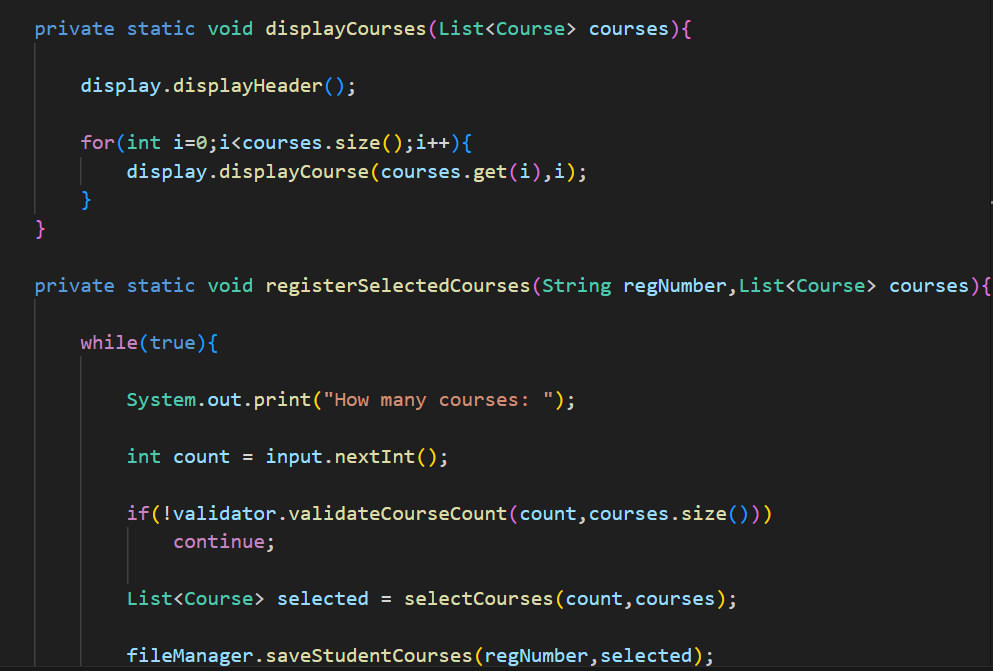 private static void displayCourses(List<Course> courses){
display.displayHeader();
for(int i=0;i<courses.size();i++){
display.displayCourse(courses.get(i),i);
}
}
private static void registerSelectedCourses(String regNumber,List<Course> courses){
while(true){
System.out.print("How many courses: ");
int count = input.nextInt();
if(!validator.validateCourseCount(count,courses.size()))
continue;
List<Course> selected = selectCourses(count,courses);
fileManager.saveStudentCourses(regNumber,selected);